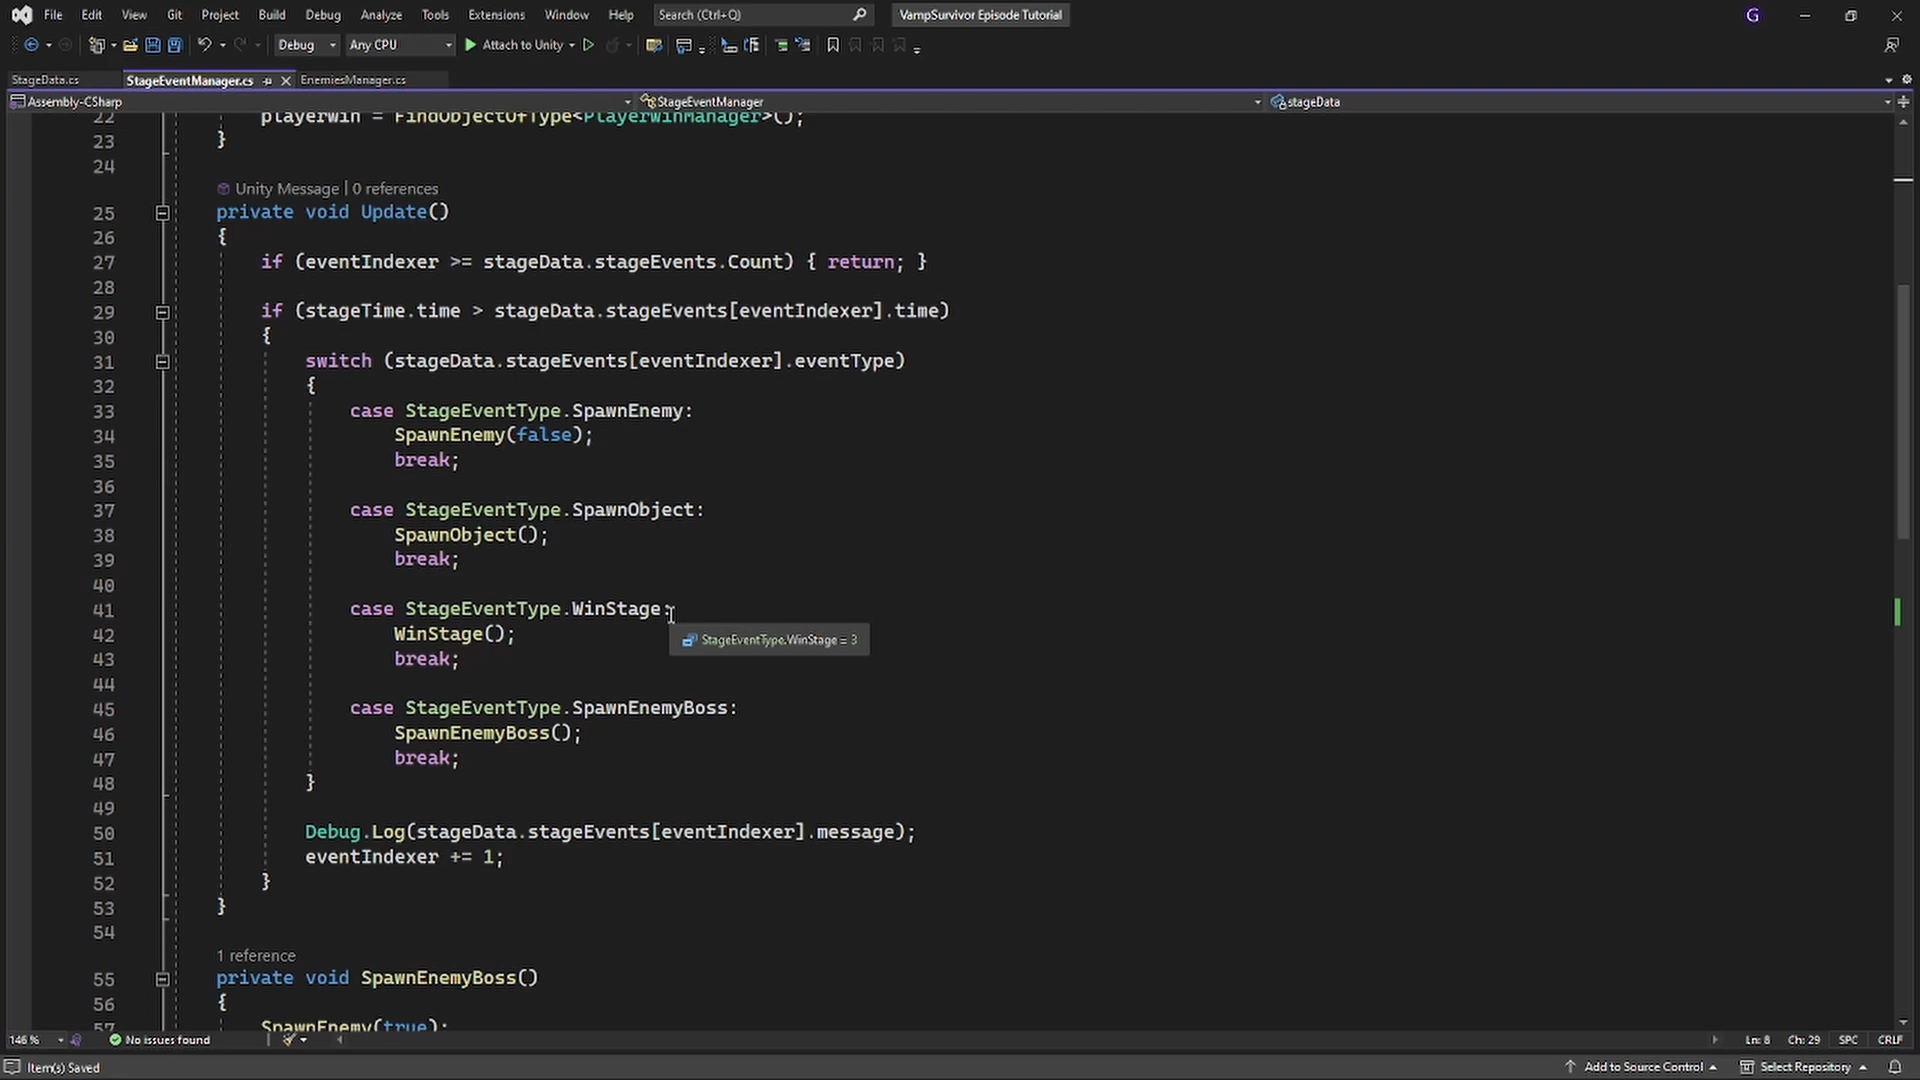 File Edit View Git Project Build Debug Analyze Tools Extensions Window Help Search (Ctrl+Q) VampSurvivor Episode Tutorial G
Debug Any CPU Attach to Unity
StageData.cs StageEventManager.cs EnemiesManager.cs
Assembly-CSharp StageEventManager stageData
22 playerWin = FindObjectOfType<PlayerWinManager>();
23 }
24
Unity Message | 0 references
25 private void Update()
26 {
27 if (eventIndexer >= stageData.stageEvents.Count) { return; }
28
29 if (stageTime.time > stageData.stageEvents[eventIndexer].time)
30 {
31 switch (stageData.stageEvents[eventIndexer].eventType)
32 {
33 case StageEventType.SpawnEnemy:
34 SpawnEnemy(false);
35 break;
36
37 case StageEventType.SpawnObject:
38 SpawnObject();
39 break;
40
41 case StageEventType.WinStage:
42 WinStage();
StageEventType.WinStage = 3
43 break;
44
45 case StageEventType.SpawnEnemyBoss:
46 SpawnEnemyBoss();
47 break;
48 }
49
50 Debug.Log(stageData.stageEvents[eventIndexer].message);
51 eventIndexer += 1;
52 }
53 }
54
1 reference
55 private void SpawnEnemyBoss()
56 {
57 SpawnEnemy(true);
146 % No issues found Ln: 8 Ch: 29 SPC CRLF
Item(s) Saved Add to Source Control Select Repository